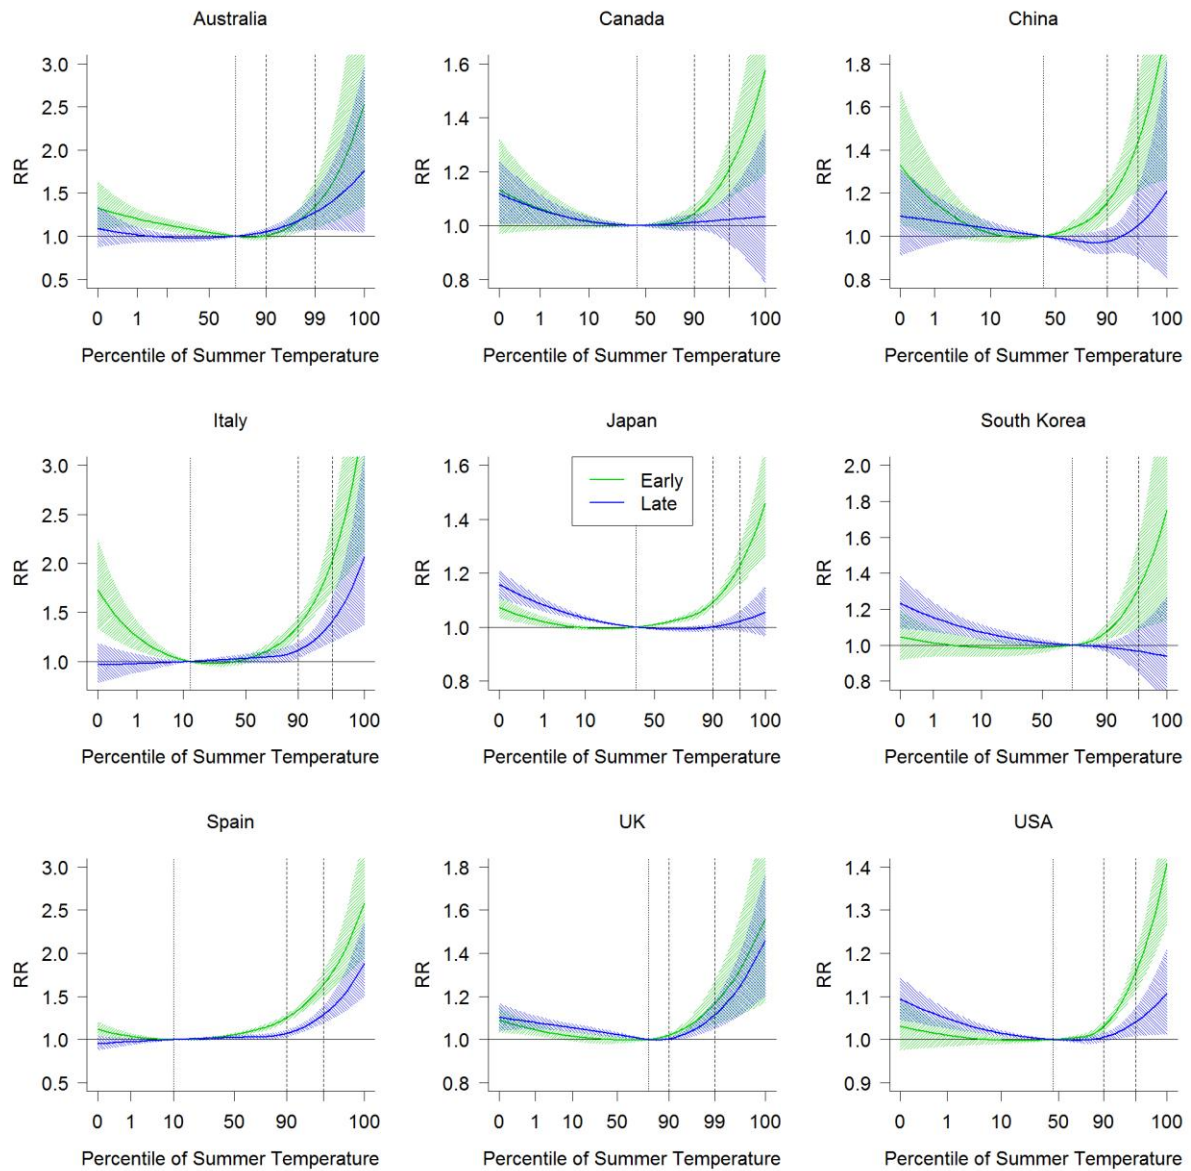 Australia
RR
3.0
2.5
2.0
1.5
1.0
0.5
0 1 50 90 99 100
Percentile of Summer Temperature
Canada
RR
1.6
1.4
1.2
1.0
0.8
0 1 10 50 90 100
Percentile of Summer Temperature
China
RR
1.8
1.6
1.4
1.2
1.0
0.8
0 1 10 50 90 100
Percentile of Summer Temperature
Italy
RR
3.0
2.5
2.0
1.5
1.0
0 1 10 50 90 100
Percentile of Summer Temperature
Japan
Early
Late
RR
1.6
1.4
1.2
1.0
0.8
0 1 10 50 90 100
Percentile of Summer Temperature
South Korea
RR
2.0
1.8
1.6
1.4
1.2
1.0
0.8
0 1 10 50 90 100
Percentile of Summer Temperature
Spain
RR
3.0
2.5
2.0
1.5
1.0
0.5
0 1 10 50 90 100
Percentile of Summer Temperature
UK
RR
1.8
1.6
1.4
1.2
1.0
0.8
0 1 10 50 90 99 100
Percentile of Summer Temperature
USA
RR
1.4
1.3
1.2
1.1
1.0
0.9
0 1 10 50 90 100
Percentile of Summer Temperature